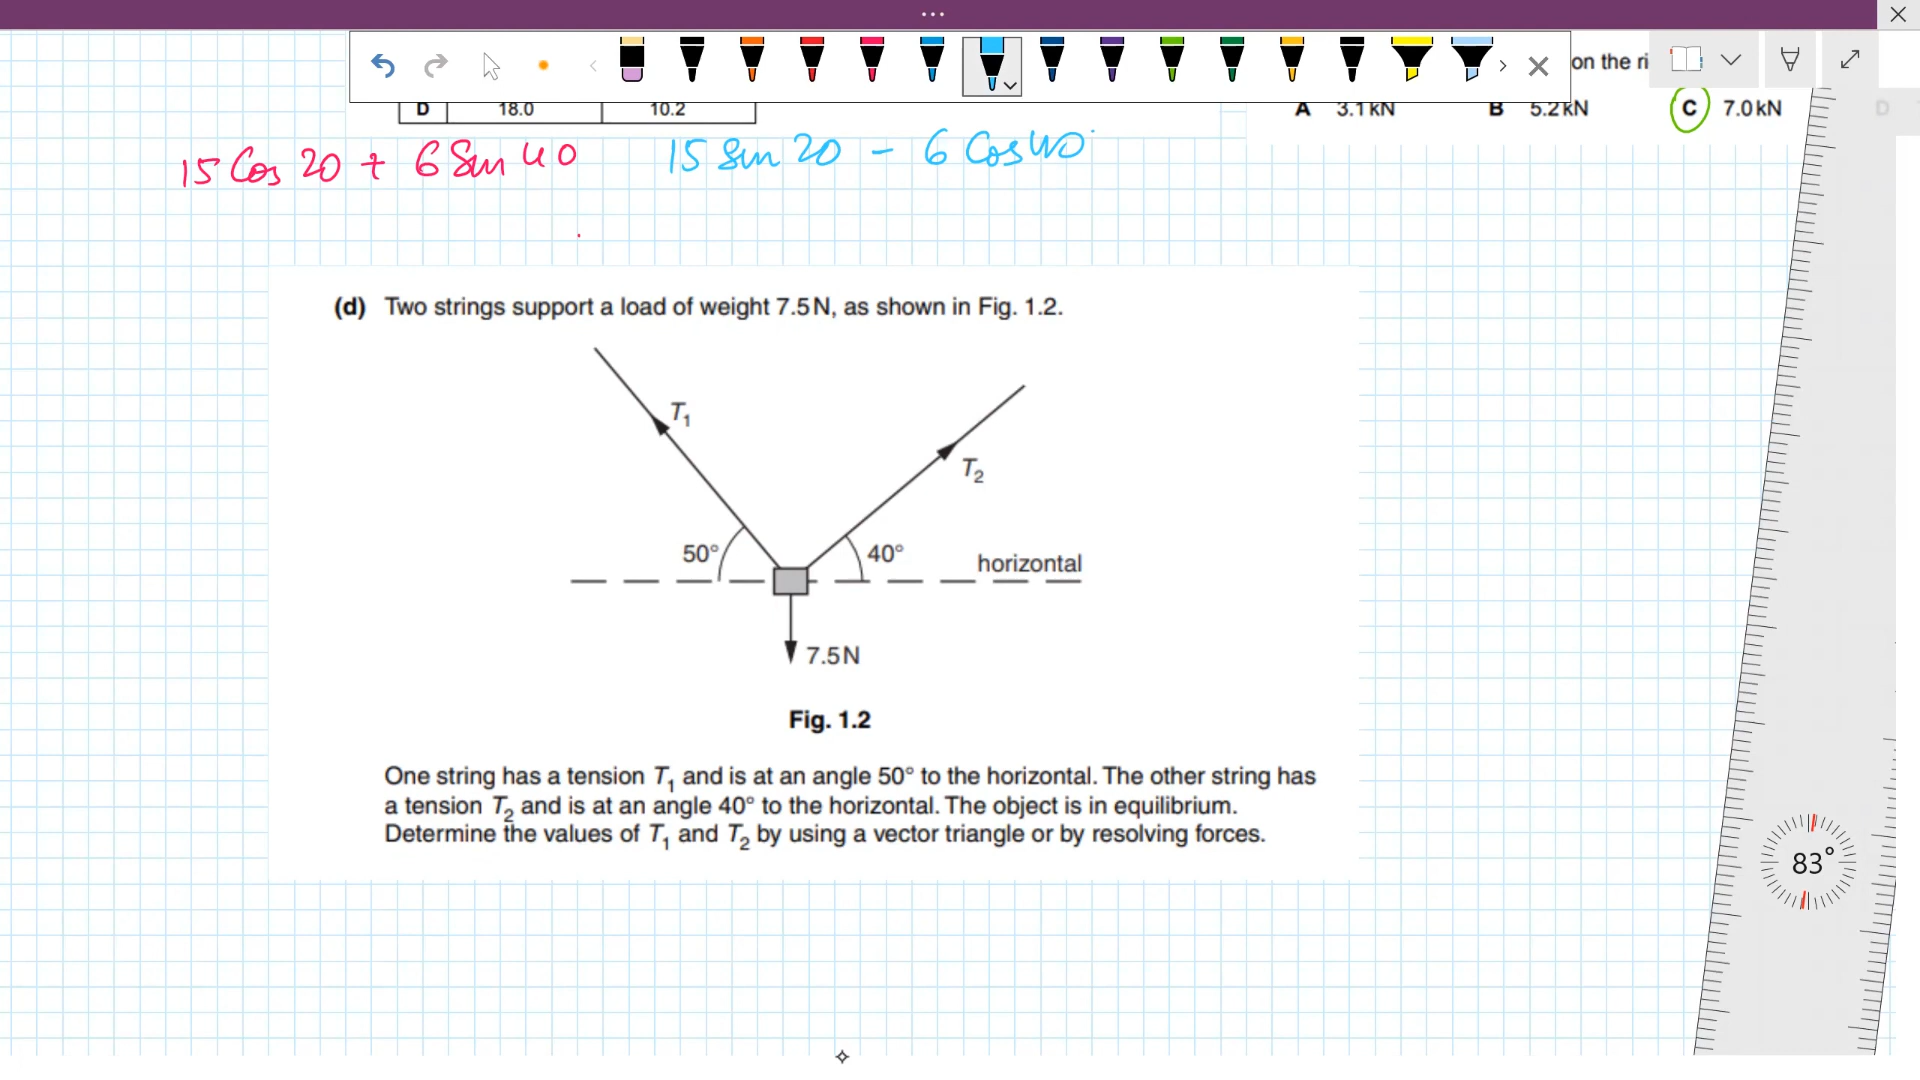 on the ri
D 18.0 10.2
A 3.1 kN B 5.2 kN C 7.0 kN D
15 Cos 20 + 6 Sin 40
15 Sin 20 - 6 Cos 40
(d) Two strings support a load of weight 7.5 N, as shown in Fig. 1.2.
T1
T2
50°
40°
horizontal
7.5 N
Fig. 1.2
One string has a tension T1 and is at an angle 50° to the horizontal. The other string has
a tension T2 and is at an angle 40° to the horizontal. The object is in equilibrium.
Determine the values of T1 and T2 by using a vector triangle or by resolving forces.
83°